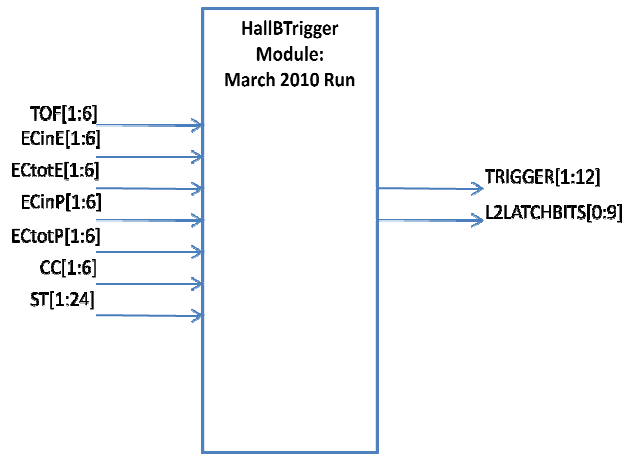 HallBTrigger
Module:
March 2010 Run
TOF[1:6]
ECinE[1:6]
ECtotE[1:6]
ECinP[1:6]
ECtotP[1:6]
CC[1:6]
ST[1:24]
TRIGGER[1:12]
L2LATCHBITS[0:9]